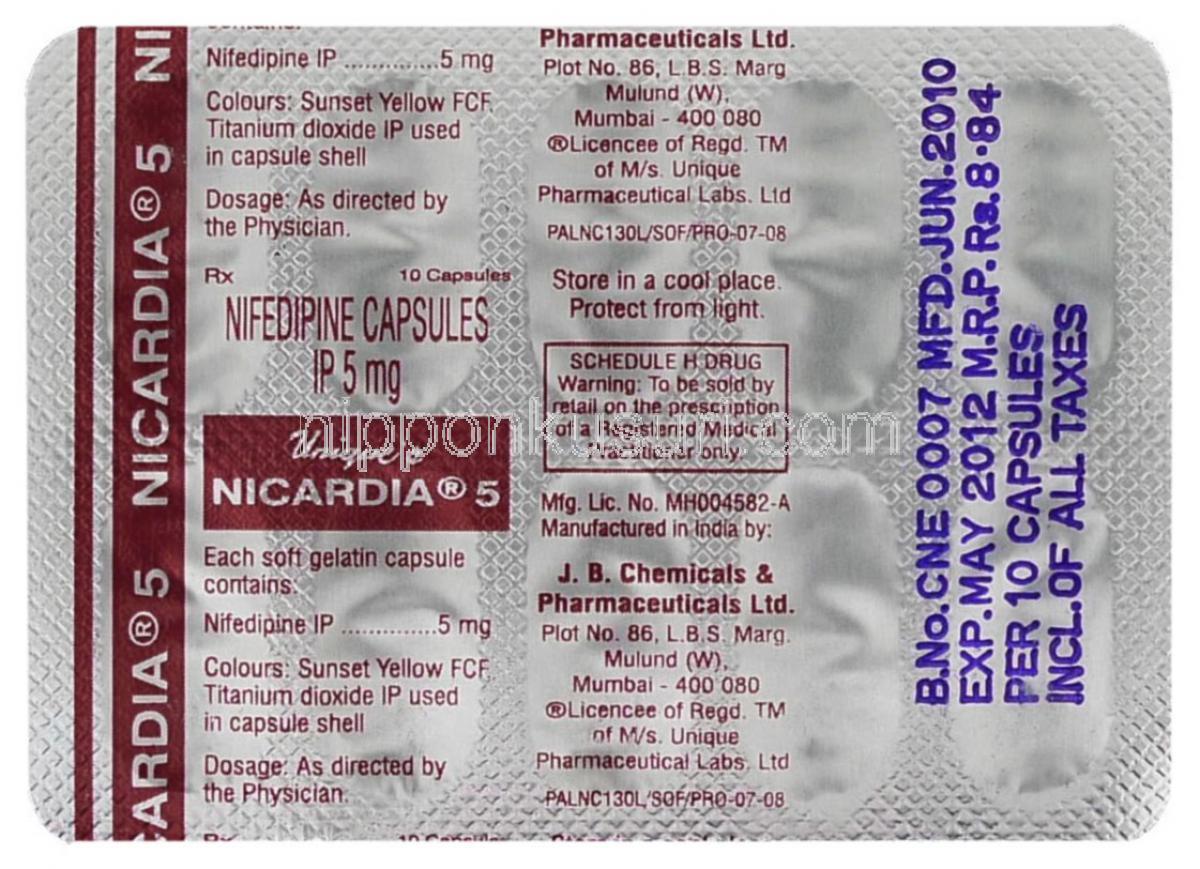 NICARDIA® 5 NICARDIA® 5 NI
contains:
Nifedipine IP ..............5 mg
Colours: Sunset Yellow FCF,
Titanium dioxide IP used
in capsule shell
Dosage: As directed by
the Physician.
Rx 10 Capsules
NIFEDIPINE CAPSULES
IP 5 mg
Unique's
NICARDIA® 5
Each soft gelatin capsule
contains:
Nifedipine IP ..............5 mg
Colours: Sunset Yellow FCF,
Titanium dioxide IP used
in capsule shell
Dosage: As directed by
the Physician.
Rx 10 Capsules
Pharmaceuticals Ltd.
Plot No. 86, L.B.S. Marg
Mulund (W),
Mumbai - 400 080
®Licencee of Regd. TM
of M/s. Unique
Pharmaceutical Labs. Ltd
PALNC130L/SOF/PRO-07-08
Store in a cool place.
Protect from light.
SCHEDULE H DRUG
Warning: To be sold by
retail on the prescription
of a Registered Medical
Practitioner only.
Mfg. Lic. No. MH004582-A
Manufactured in India by:
J. B. Chemicals &
Pharmaceuticals Ltd.
Plot No. 86, L.B.S. Marg.
Mulund (W),
Mumbai - 400 080
®Licencee of Regd. TM
of M/s. Unique
Pharmaceutical Labs. Ltd
PALNC130L/SOF/PRO-07-08
B.No.CNE 0007 MFD.JUN.2010
EXP.MAY 2012 M.R.P.Rs.8·84
PER 10 CAPSULES
INCL.OF ALL TAXES
nipponkusuri.com